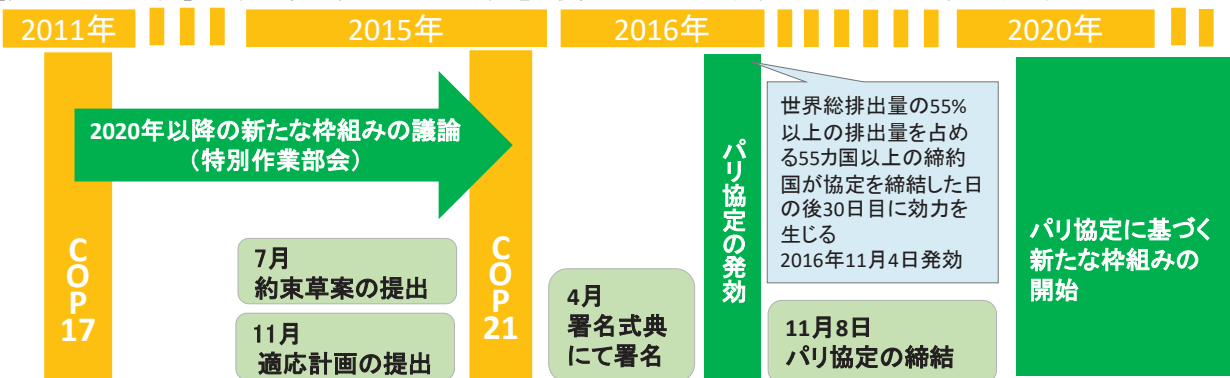 2011年
2015年
2016年
2020年
COP17
2020年以降の新たな枠組みの議論
（特別作業部会）
7月
約束草案の提出
11月
適応計画の提出
COP21
4月
署名式典
にて署名
パリ協定の発効
世界総排出量の55%
以上の排出量を占め
る55カ国以上の締約
国が協定を締結した日
の後30日目に効力を
生じる
2016年11月4日発効
11月8日
パリ協定の締結
パリ協定に基づく
新たな枠組みの
開始